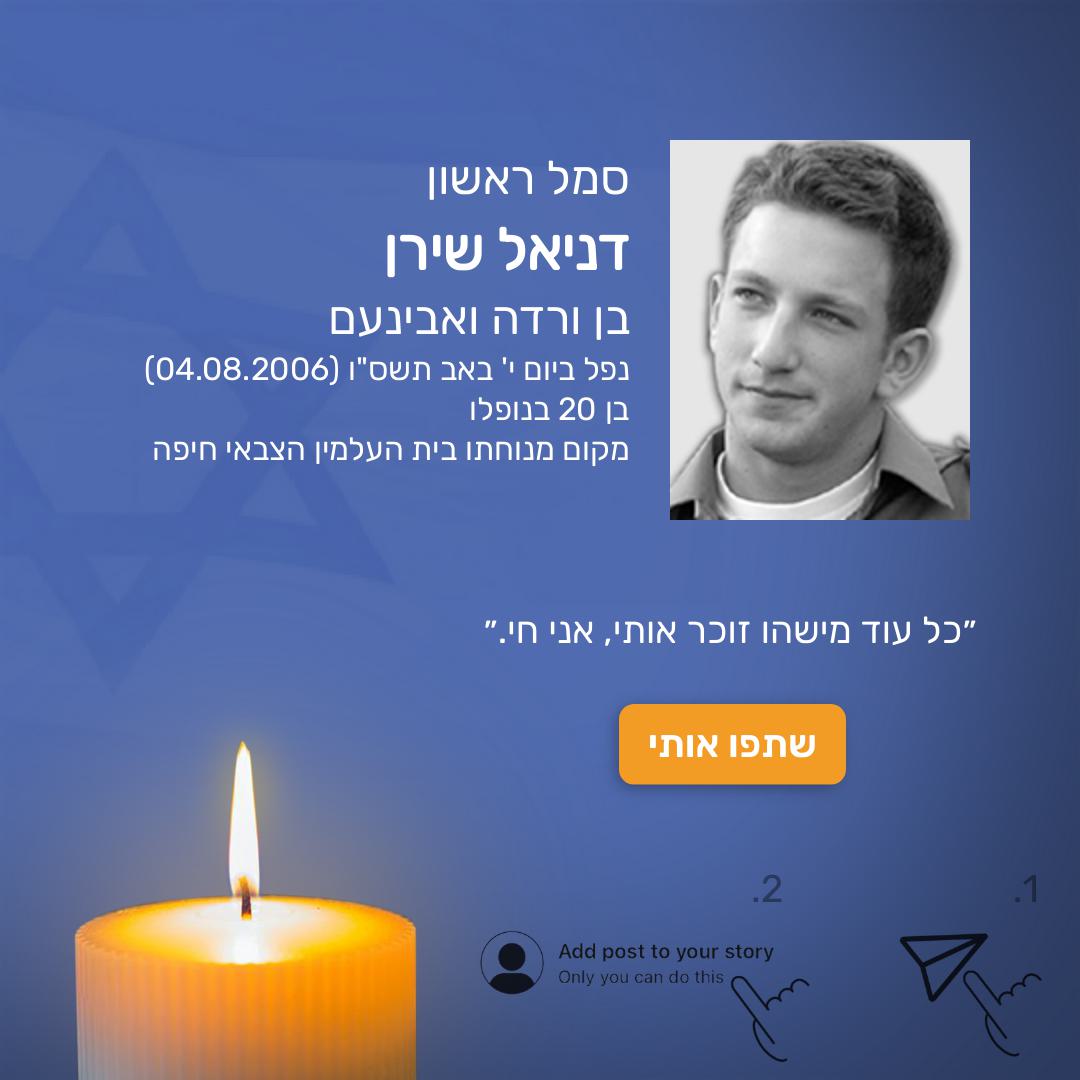 סמל ראשון
דניאל שירן
בן ורדה ואבינעם
נפל ביום י' באב תשס"ו (04.08.2006)
בן 20 בנופלו
מקום מנוחתו בית העלמין הצבאי חיפה
״כל עוד מישהו זוכר אותי, אני חי.״
שתפו אותי
1.
2.
Add post to your story
Only you can do this